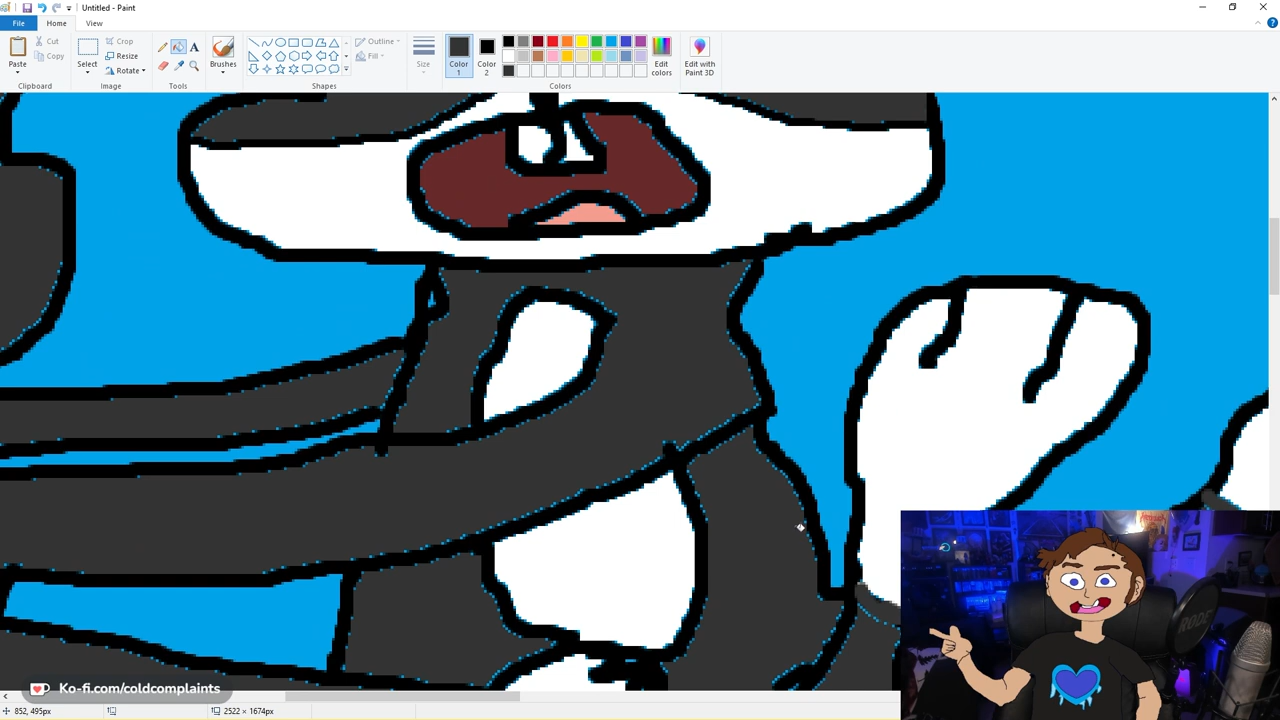 Untitled - Paint
File
Home
View
Paste
Cut
Copy
Clipboard
Select
Crop
Resize
Rotate
Image
Tools
Brushes
Shapes
Outline
Fill
Size
Color 1
Color 2
Edit colors
Colors
Edit with Paint 3D
RODE
Ko-fi.com/coldcomplaints
852, 495px
2522 × 1674px